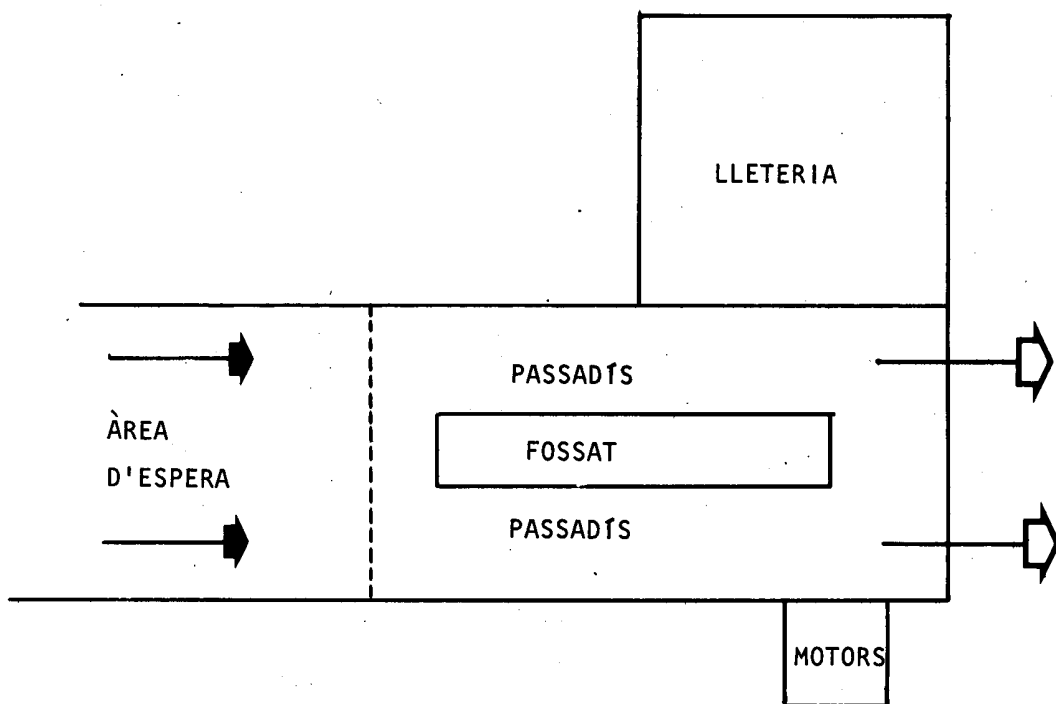 LLETERIA
PASSADÍS
ÀREA
D'ESPERA
FOSSAT
PASSADÍS
MOTORS